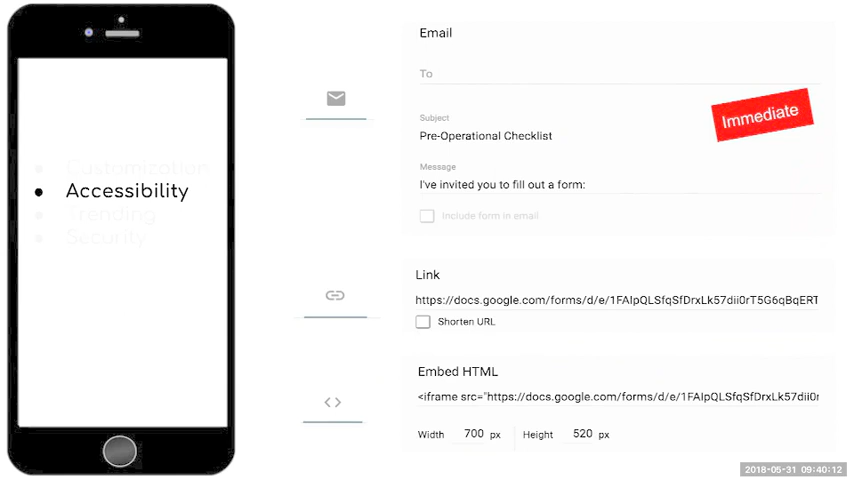 Customization
Accessibility
Trending
Security
Email
To
Immediate
Subject
Pre-Operational Checklist
Message
I've invited you to fill out a form:
Include form in email
Link
https://docs.google.com/forms/d/e/1FAIpQLSfqSfDrxLk57dii0rT5G6qBqERT
Shorten URL
Embed HTML
<iframe src="https://docs.google.com/forms/d/e/1FAIpQLSfqSfDrxLk57dii0r
Width 700 px Height 520 px
2018-05-31 09:40:12